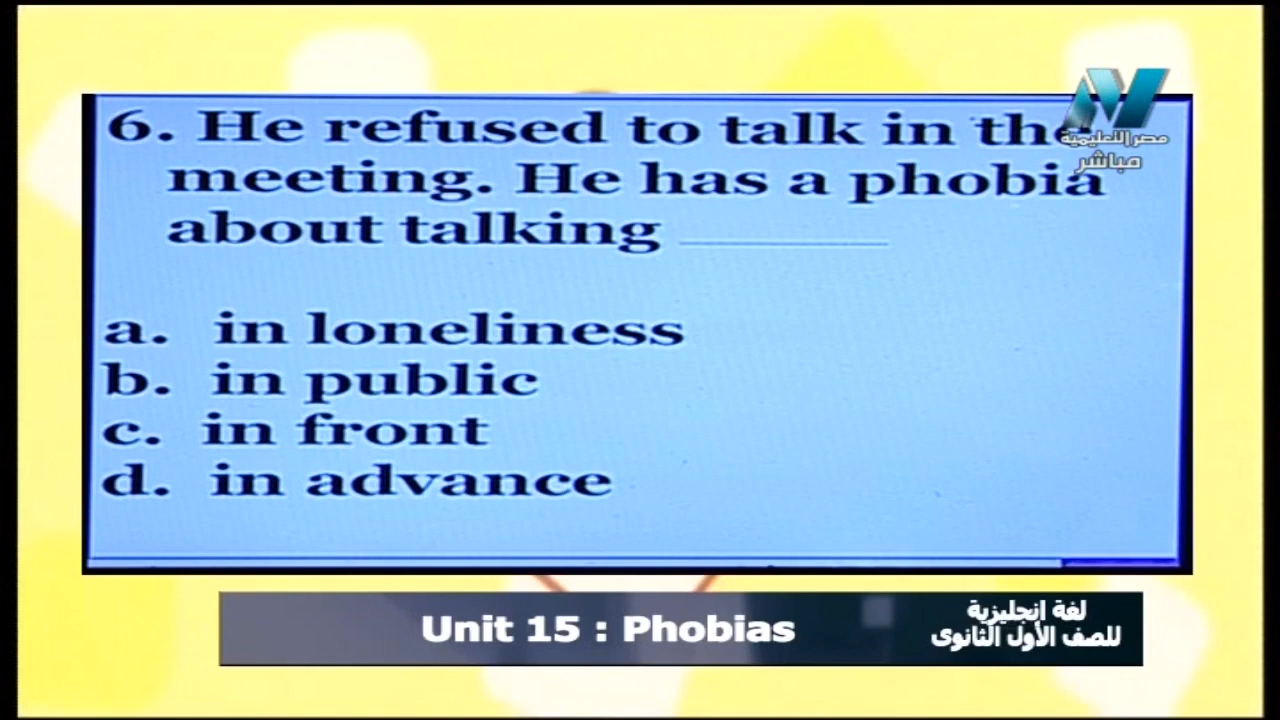 مصر التعليمية
مباشر
6. He refused to talk in the
meeting. He has a phobia
about talking
a. in loneliness
b. in public
c. in front
d. in advance
Unit 15 : Phobias
لغة إنجليزية
للصف الأول الثانوى